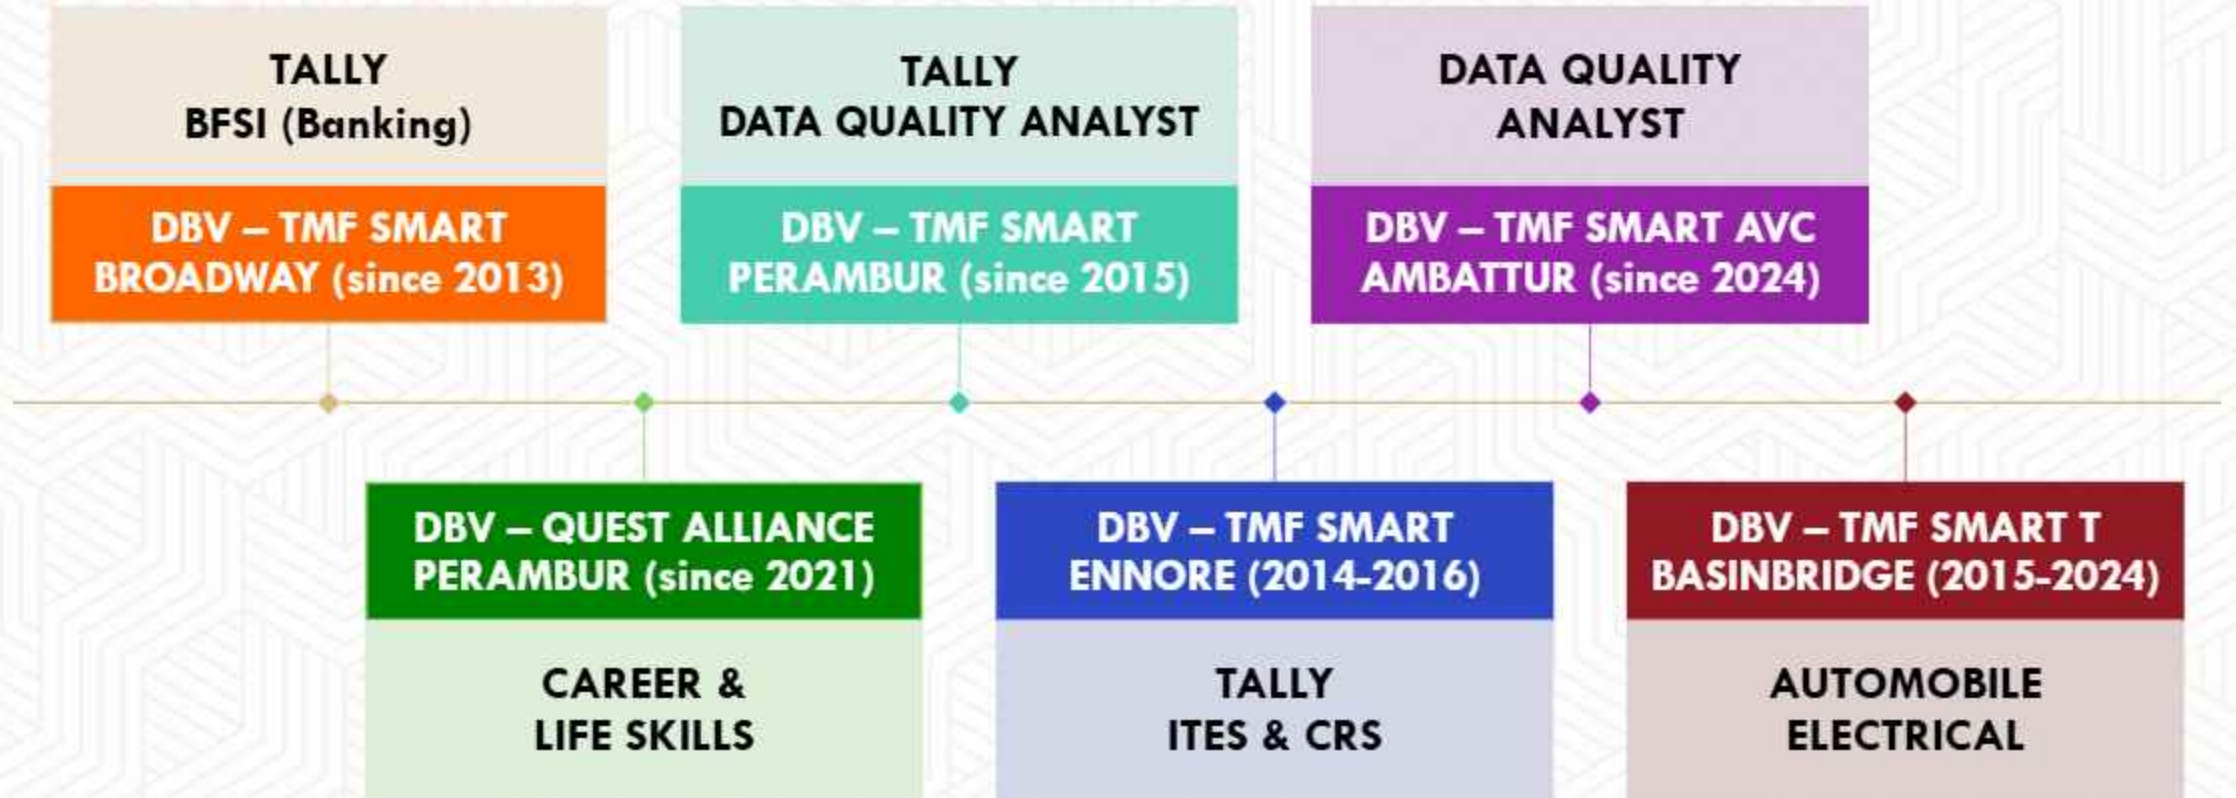 TALLY
BFSI (Banking)
DBV – TMF SMART
BROADWAY (since 2013)
TALLY
DATA QUALITY ANALYST
DBV – TMF SMART
PERAMBUR (since 2015)
DATA QUALITY
ANALYST
DBV – TMF SMART AVC
AMBATTUR (since 2024)
DBV – QUEST ALLIANCE
PERAMBUR (since 2021)
CAREER &
LIFE SKILLS
DBV – TMF SMART
ENNORE (2014-2016)
TALLY
ITES & CRS
DBV – TMF SMART T
BASINBRIDGE (2015-2024)
AUTOMOBILE
ELECTRICAL